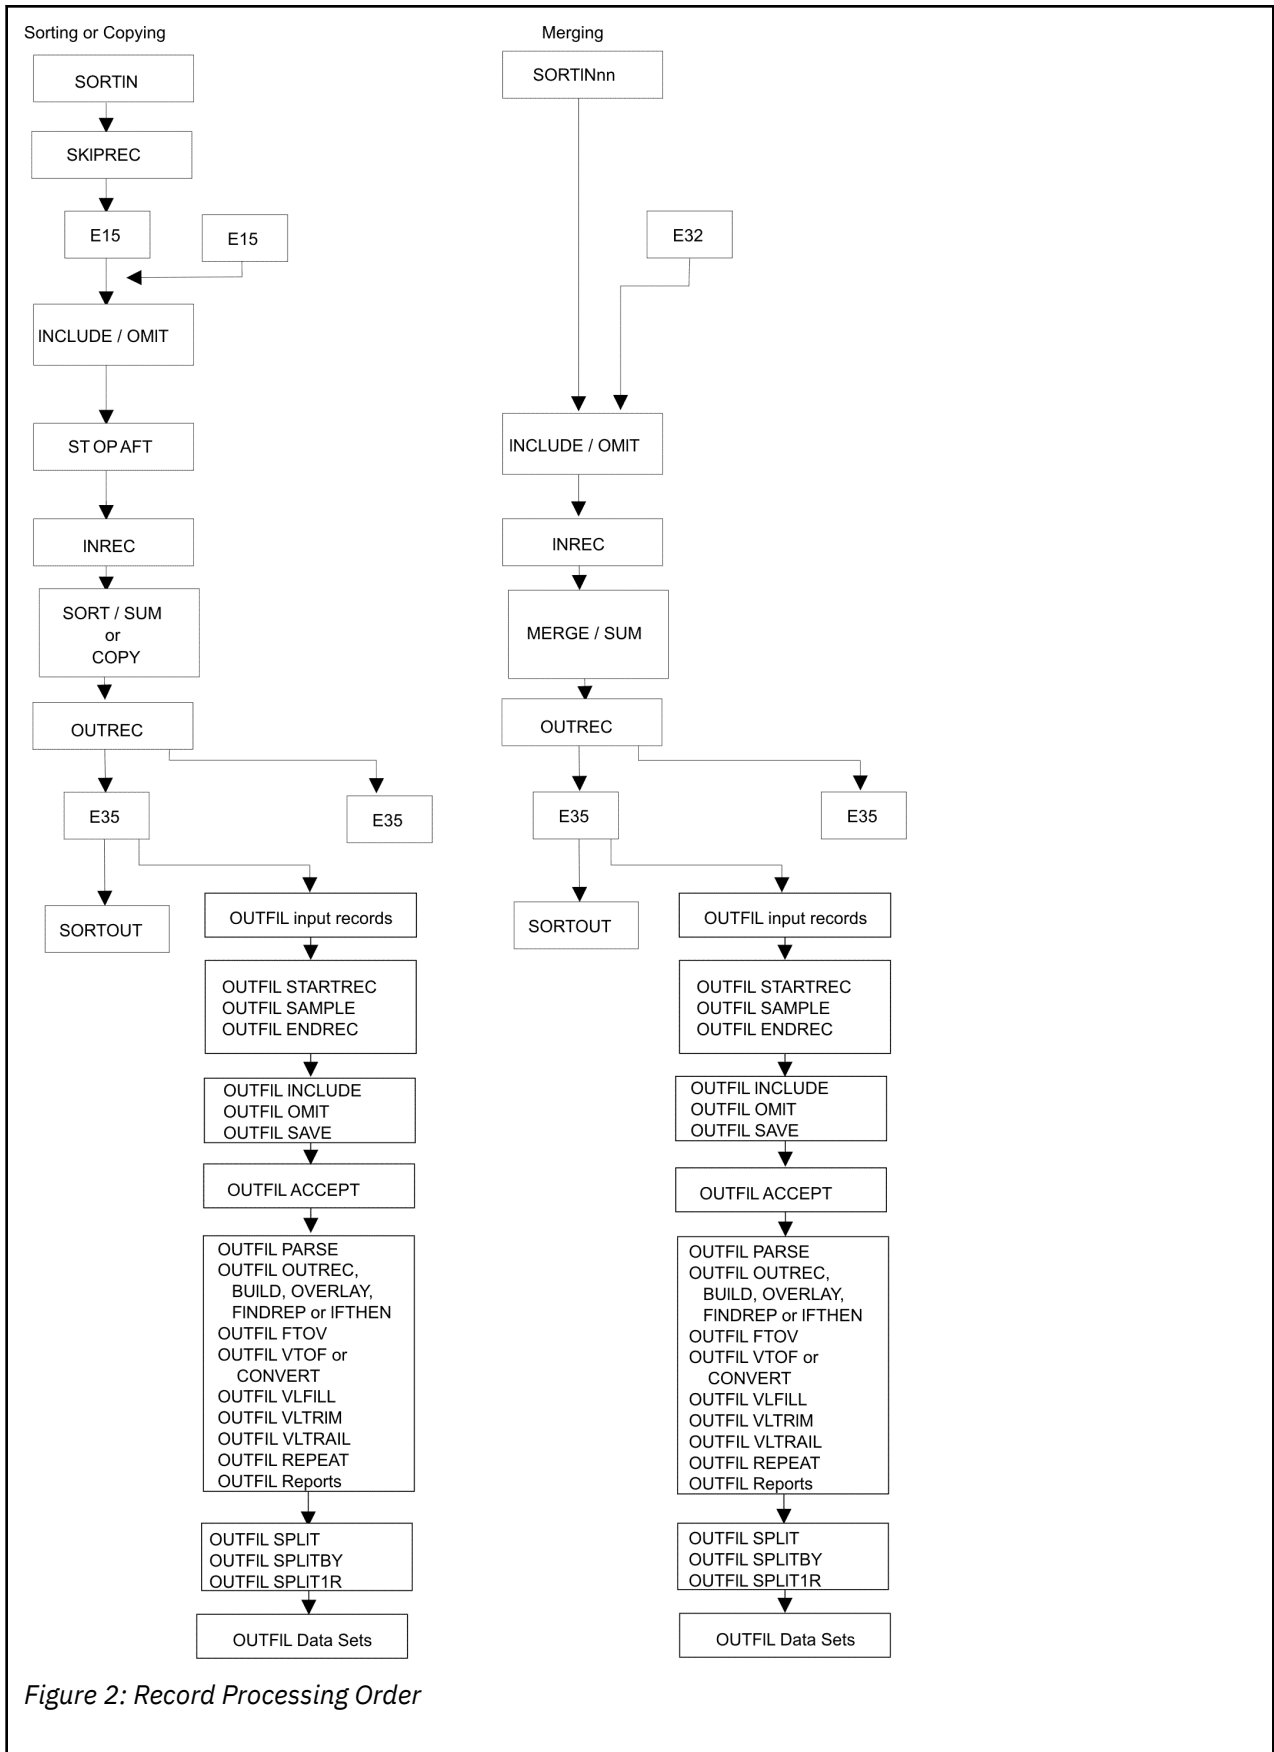 Sorting or Copying
SORTIN
SKIPREC
E15
E15
INCLUDE / OMIT
ST OP AFT
INREC
SORT / SUM
or
COPY
OUTREC
E35
E35
SORTOUT
OUTFIL input records
OUTFIL STARTREC
OUTFIL SAMPLE
OUTFIL ENDREC
OUTFIL INCLUDE
OUTFIL OMIT
OUTFIL SAVE
OUTFIL ACCEPT
OUTFIL PARSE
OUTFIL OUTREC,
BUILD, OVERLAY,
FINDREP or IFTHEN
OUTFIL FTOV
OUTFIL VTOF or
CONVERT
OUTFIL VLFILL
OUTFIL VLTRIM
OUTFIL VLTRAIL
OUTFIL REPEAT
OUTFIL Reports
OUTFIL SPLIT
OUTFIL SPLITBY
OUTFIL SPLIT1R
OUTFIL Data Sets
Merging
SORTINnn
E32
INCLUDE / OMIT
INREC
MERGE / SUM
OUTREC
E35
E35
SORTOUT
OUTFIL input records
OUTFIL STARTREC
OUTFIL SAMPLE
OUTFIL ENDREC
OUTFIL INCLUDE
OUTFIL OMIT
OUTFIL SAVE
OUTFIL ACCEPT
OUTFIL PARSE
OUTFIL OUTREC,
BUILD, OVERLAY,
FINDREP or IFTHEN
OUTFIL FTOV
OUTFIL VTOF or
CONVERT
OUTFIL VLFILL
OUTFIL VLTRIM
OUTFIL VLTRAIL
OUTFIL REPEAT
OUTFIL Reports
OUTFIL SPLIT
OUTFIL SPLITBY
OUTFIL SPLIT1R
OUTFIL Data Sets
Figure 2: Record Processing Order